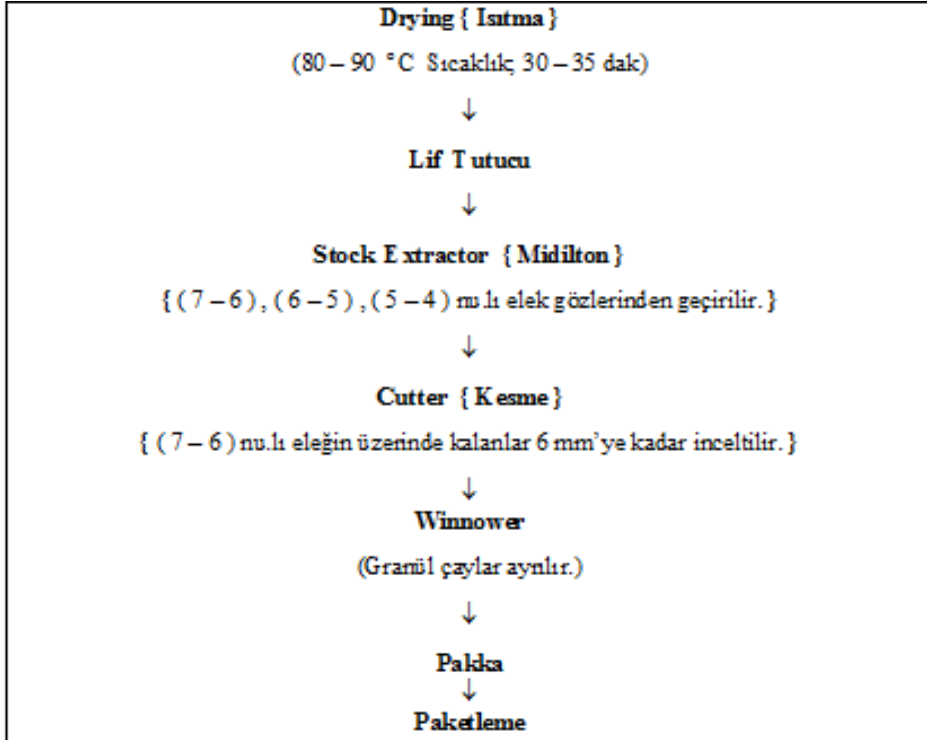 Drying { Isıtma }
(80 – 90 °C Sıcaklık; 30 – 35 dak)
↓
Lif Tutucu
↓
Stock Extractor { Midilton }
{ ( 7 – 6 ) , ( 6 – 5 ) , ( 5 – 4 ) nu.lı elek gözlerinden geçirilir. }
↓
Cutter { Kesme }
{ ( 7 – 6 ) nu.lı eleğin üzerinde kalanlar 6 mm’ye kadar inceltilir. }
↓
Winnower
(Granül çaylar ayrılır.)
↓
Pakka
↓
Paketleme